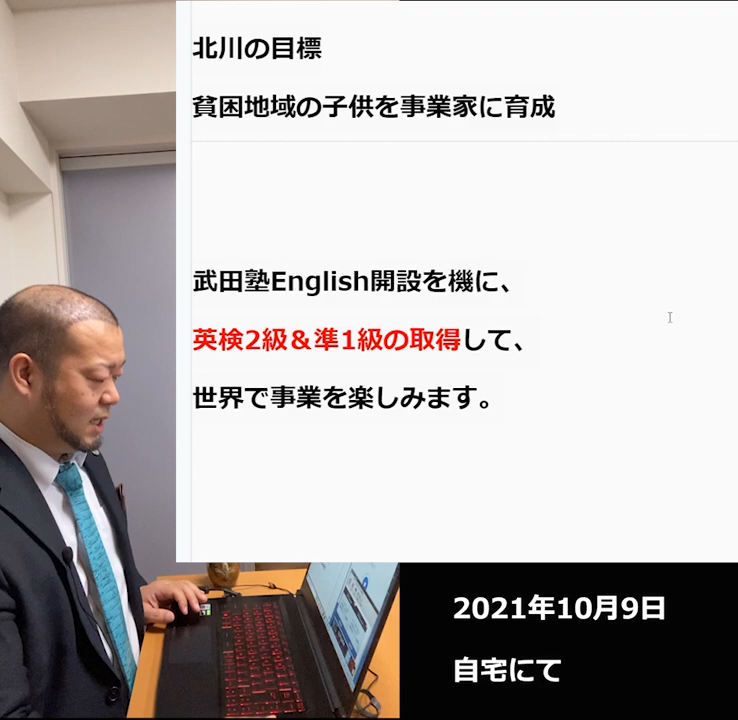 北川の目標
貧困地域の子供を事業家に育成
武田塾English開設を機に、
英検2級＆準1級の取得して、
世界で事業を楽しみます。
2021年10月9日
自宅にて